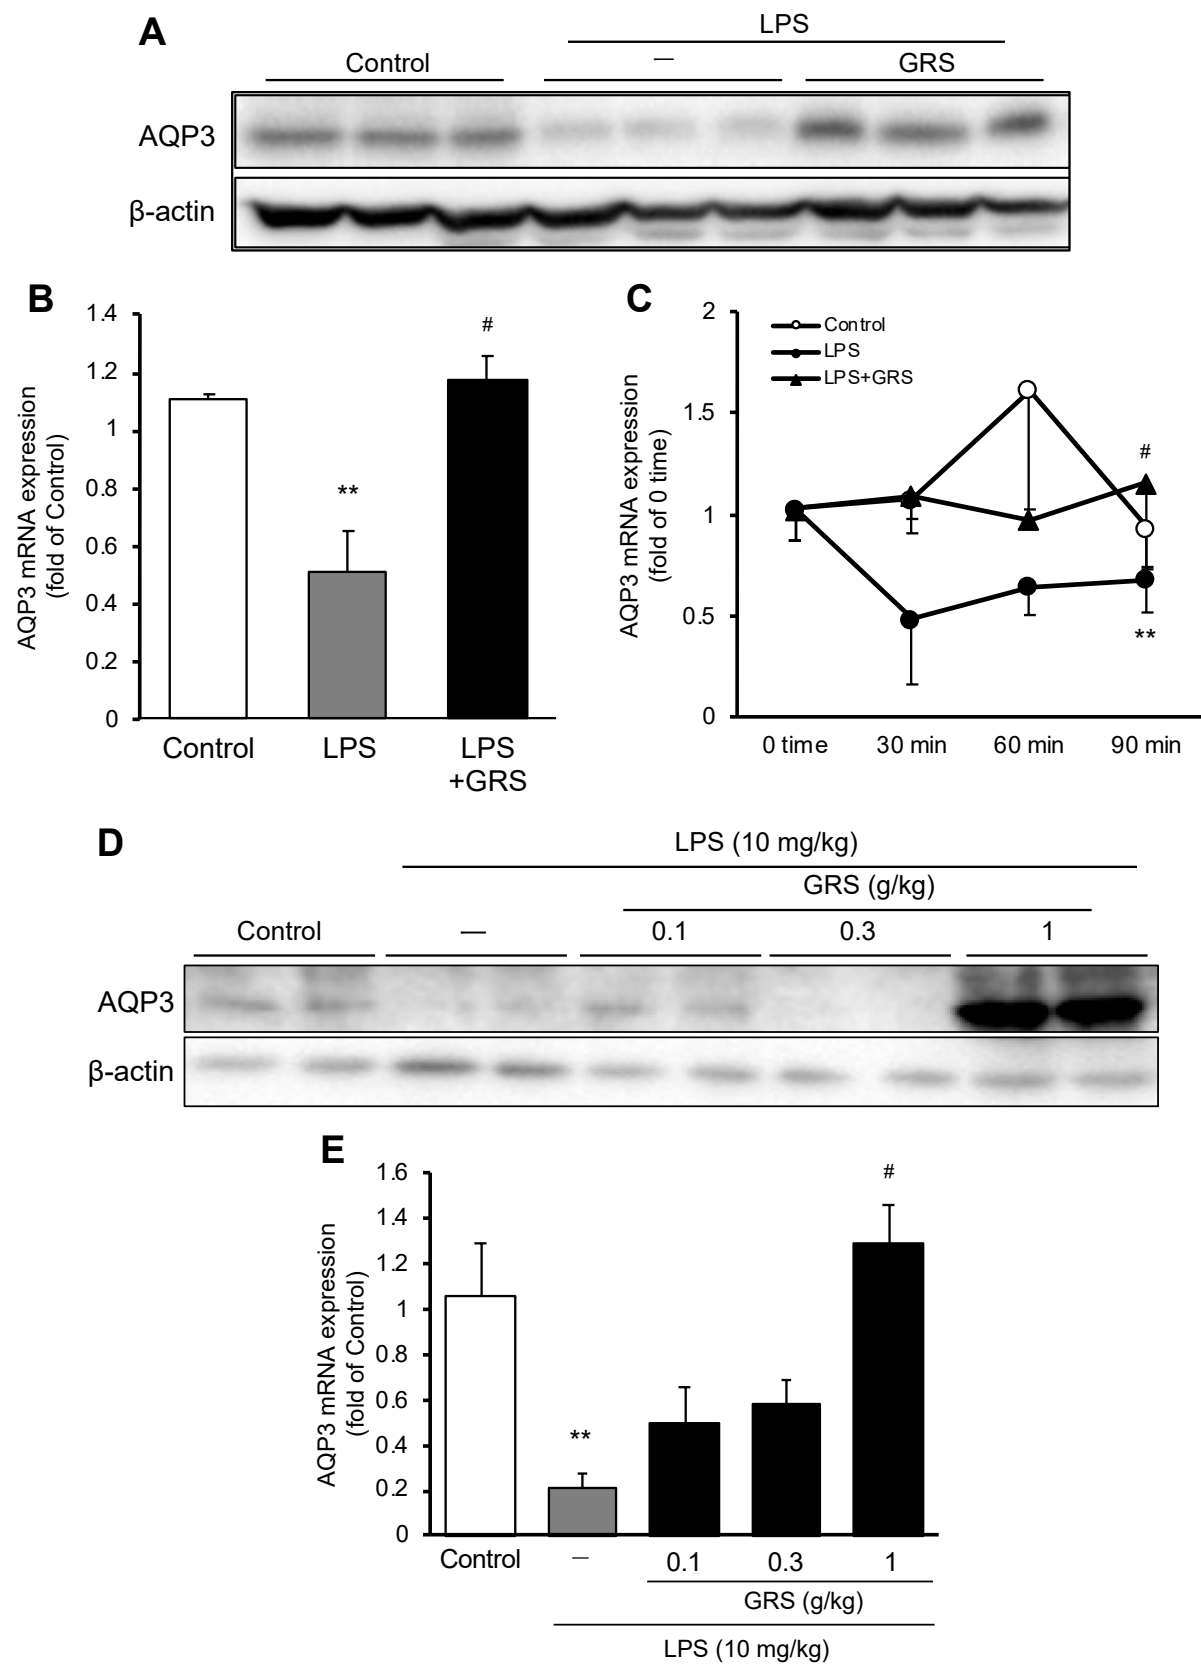 A
LPS
Control
—
GRS
AQP3
β-actin
B
AQP3 mRNA expression
(fold of Control)
1.4
1.2
1
0.8
0.6
0.4
0.2
0
**
#
Control
LPS
LPS
+GRS
C
AQP3 mRNA expression
(fold of 0 time)
2
1.5
1
0.5
0
Control
LPS
LPS+GRS
#
**
0 time
30 min
60 min
90 min
D
LPS (10 mg/kg)
GRS (g/kg)
Control
—
0.1
0.3
1
AQP3
β-actin
E
AQP3 mRNA expression
(fold of Control)
1.6
1.4
1.2
1
0.8
0.6
0.4
0.2
0
**
#
Control
—
0.1
0.3
1
GRS (g/kg)
LPS (10 mg/kg)